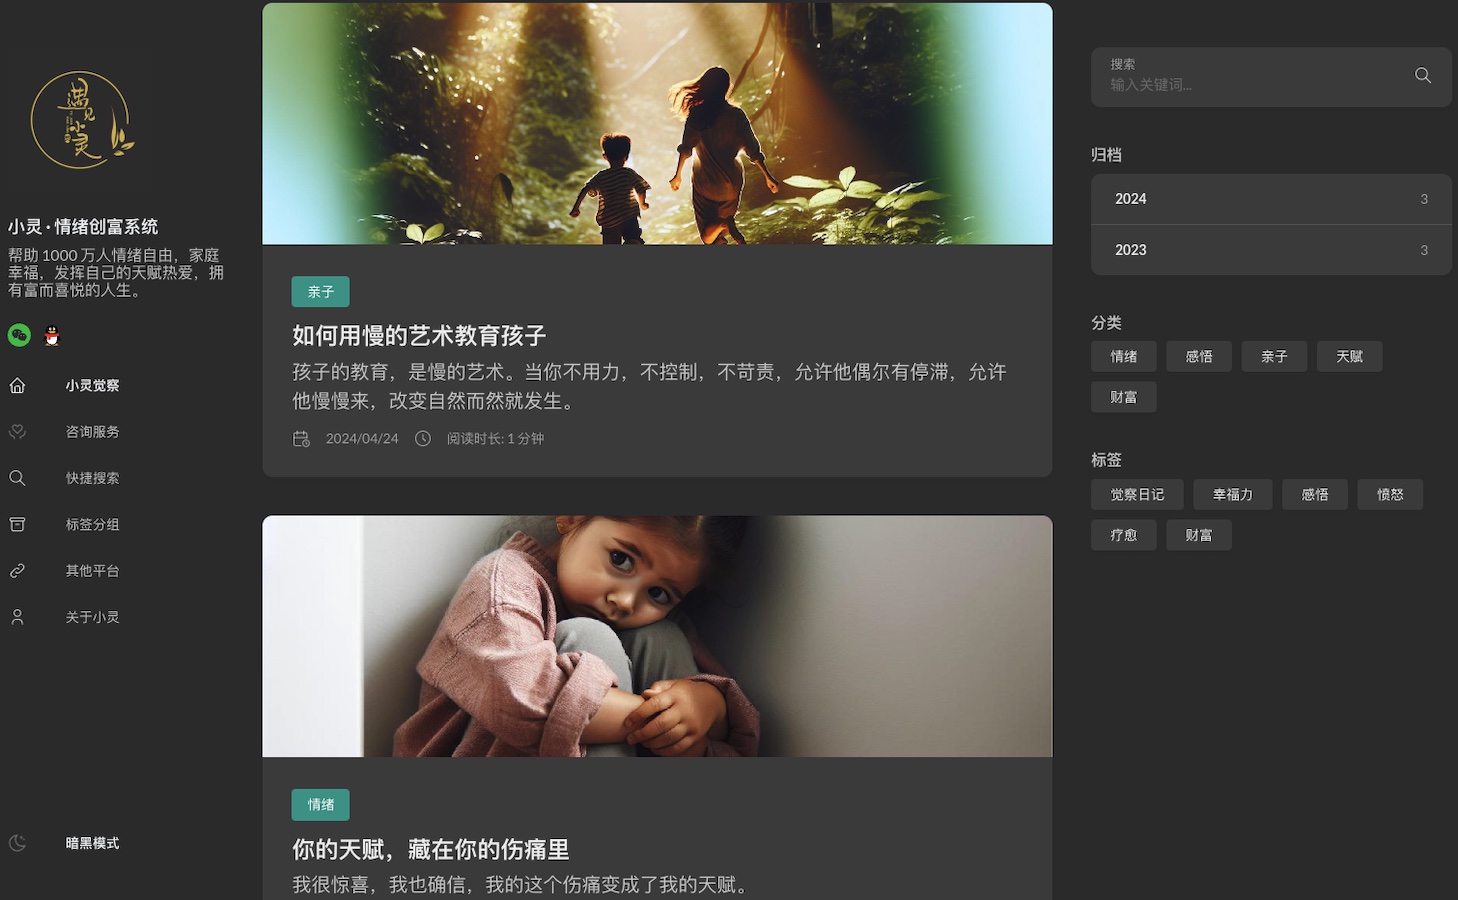 遇见
小灵
小灵·情绪创富系统
帮助 1000 万人情绪自由，家庭
幸福，发挥自己的天赋热爱，拥
有富而喜悦的人生。
小灵觉察
咨询服务
快捷搜索
标签分组
其他平台
关于小灵
暗黑模式
亲子
如何用慢的艺术教育孩子
孩子的教育，是慢的艺术。当你不用力，不控制，不苛责，允许他偶尔有停滞，允许
他慢慢来，改变自然而然就发生。
2024/04/24 阅读时长: 1 分钟
情绪
你的天赋，藏在你的伤痛里
我很惊喜，我也确信，我的这个伤痛变成了我的天赋。
搜索
输入关键词...
归档
2024 3
2023 3
分类
情绪 感悟 亲子 天赋
财富
标签
觉察日记 幸福力 感悟 愤怒
疗愈 财富